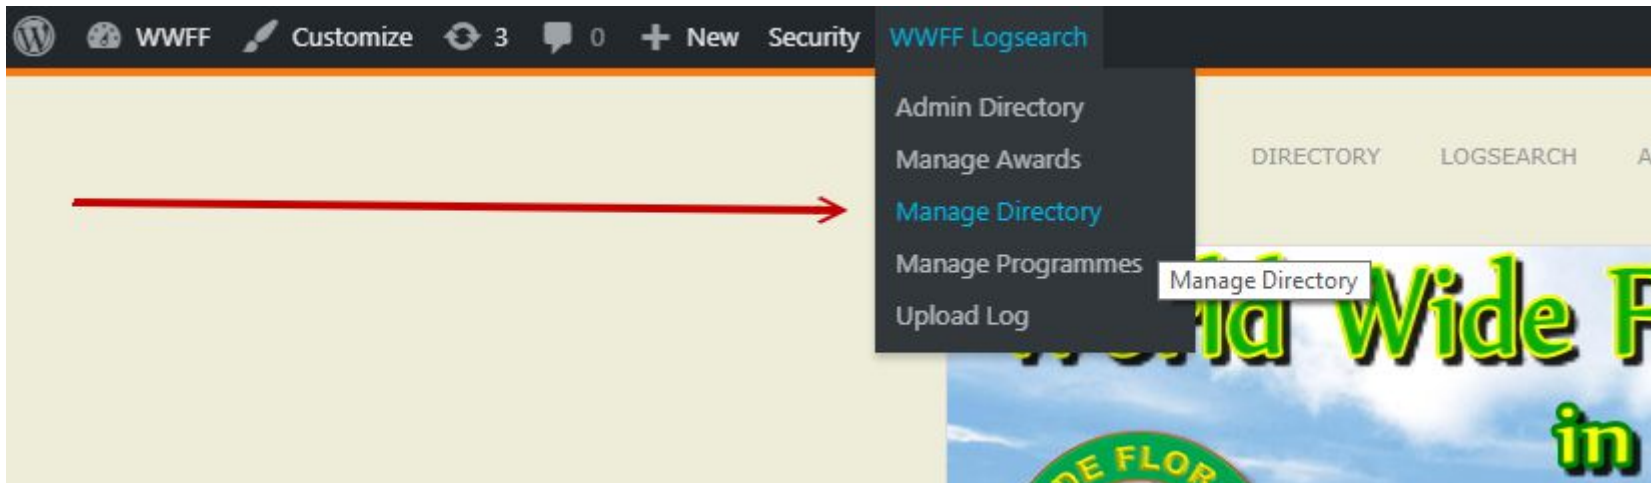 WWFF Customize 3 0 New Security WWFF Logsearch
Admin Directory
Manage Awards
DIRECTORY LOGSEARCH
Manage Directory
Manage Programmes
Manage Directory
Upload Log
Wide
in
FLOR